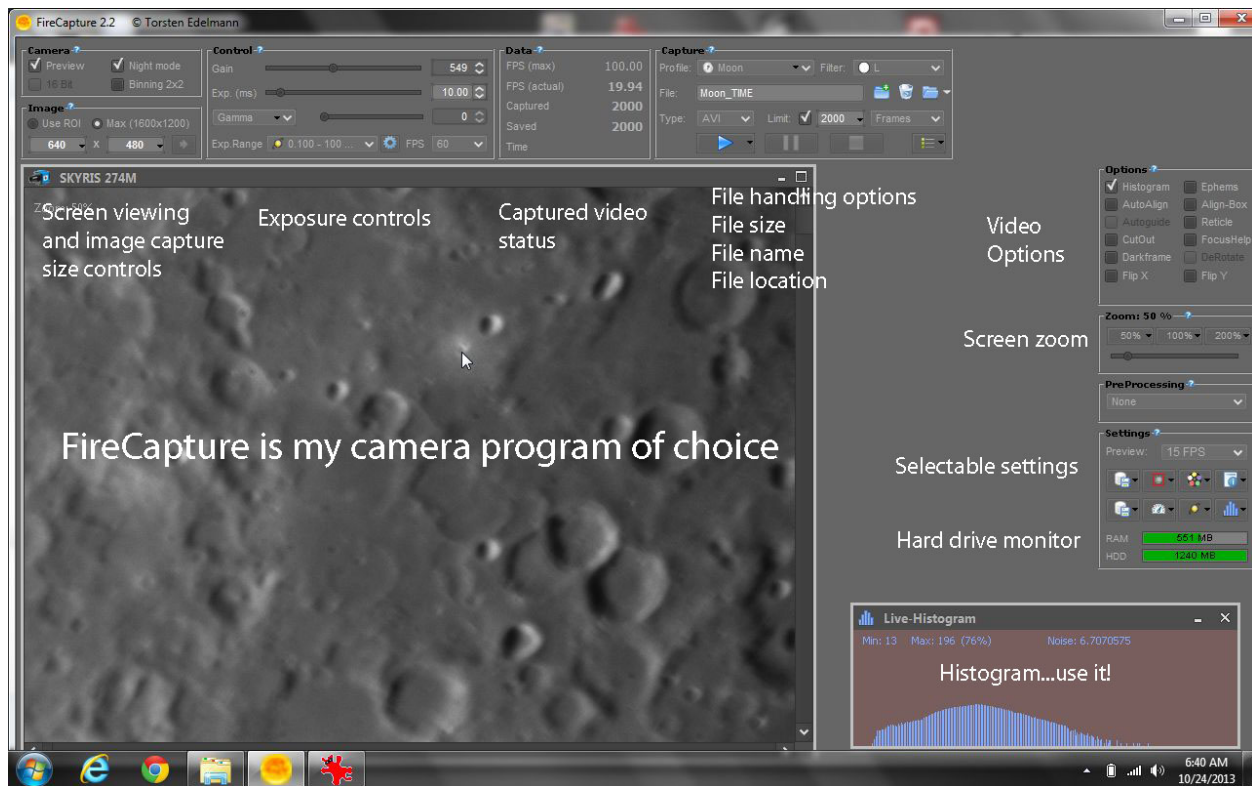 FireCapture 2.2 © Torsten Edelmann
Camera ?
Preview Night mode
16 Bit Binning 2x2
Image ?
Use ROI Max (1600x1200)
640 x 480
Control ?
Gain 549
Exp. (ms) 10.00
Gamma 0
Exp.Range 0.100 - 100 ... FPS 60
Data ?
FPS (max) 100.00
FPS (actual) 19.94
Captured 2000
Saved 2000
Time
Capture ?
Profile: Moon Filter: L
File: Moon_TIME
Type: AVI Limit: 2000 Frames
SKYRIS 274M
Zoom: 50%
Screen viewing
and image capture
size controls
Exposure controls
Captured video
status
File handling options
File size
File name
File location
Video
Options
Options ?
Histogram Ephems
AutoAlign Align-Box
Autoguide Reticle
CutOut FocusHelp
Darkframe DeRotate
Flip X Flip Y
Screen zoom
Zoom: 50 % ?
50% 100% 200%
PreProcessing ?
None
FireCapture is my camera program of choice
Selectable settings
Settings ?
Preview: 15 FPS
Hard drive monitor
RAM 551 MB
HDD 1240 MB
Live-Histogram
Min: 13 Max: 196 (76%) Noise: 6.7070575
Histogram...use it!
6:40 AM
10/24/2013